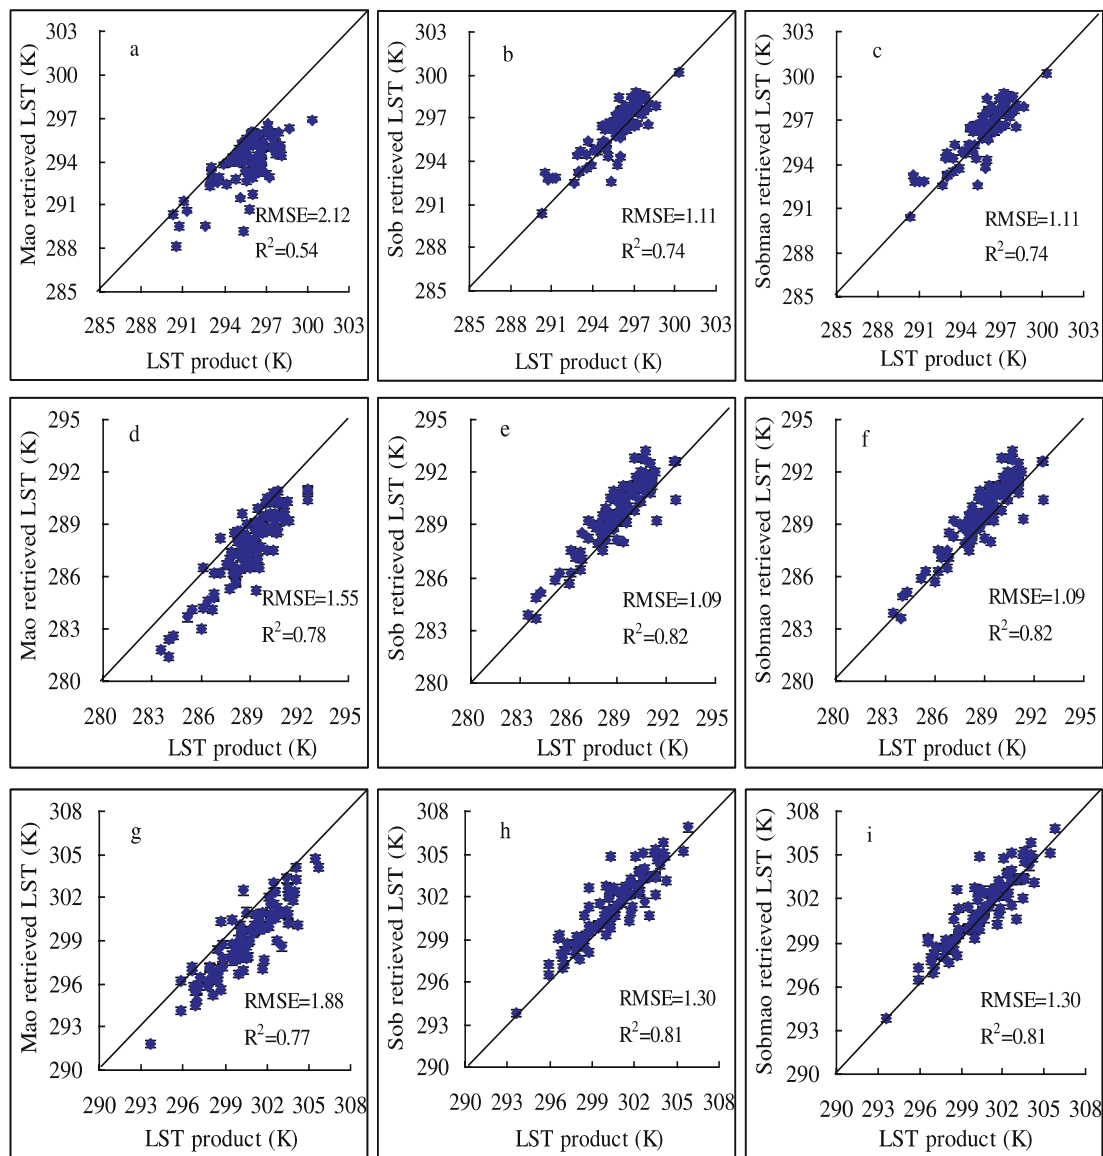 a
Mao retrieved LST (K)
303
300
297
294
291
288
285
RMSE=2.12
R²=0.54
285 288 291 294 297 300 303
LST product (K)
b
Sob retrieved LST (K)
303
300
297
294
291
288
285
RMSE=1.11
R²=0.74
285 288 291 294 297 300 303
LST product (K)
c
Sobmao retrieved LST (K)
303
300
297
294
291
288
285
RMSE=1.11
R²=0.74
285 288 291 294 297 300 303
LST product (K)
d
Mao retrieved LST (K)
295
292
289
286
283
280
RMSE=1.55
R²=0.78
280 283 286 289 292 295
LST product (K)
e
Sob retrieved LST (K)
295
292
289
286
283
280
RMSE=1.09
R²=0.82
280 283 286 289 292 295
LST product (K)
f
Sobmao retrieved LST (K)
295
292
289
286
283
280
RMSE=1.09
R²=0.82
280 283 286 289 292 295
LST product (K)
g
Mao retrieved LST (K)
308
305
302
299
296
293
290
RMSE=1.88
R²=0.77
290 293 296 299 302 305 308
LST product (K)
h
Sob retrieved LST (K)
308
305
302
299
296
293
290
RMSE=1.30
R²=0.81
290 293 296 299 302 305 308
LST product (K)
i
Sobmao retrieved LST (K)
308
305
302
299
296
293
290
RMSE=1.30
R²=0.81
290 293 296 299 302 305 308
LST product (K)